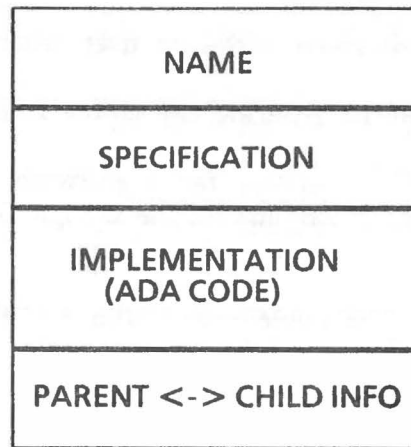 NAME
SPECIFICATION
IMPLEMENTATION
(ADA CODE)
PARENT <-> CHILD INFO